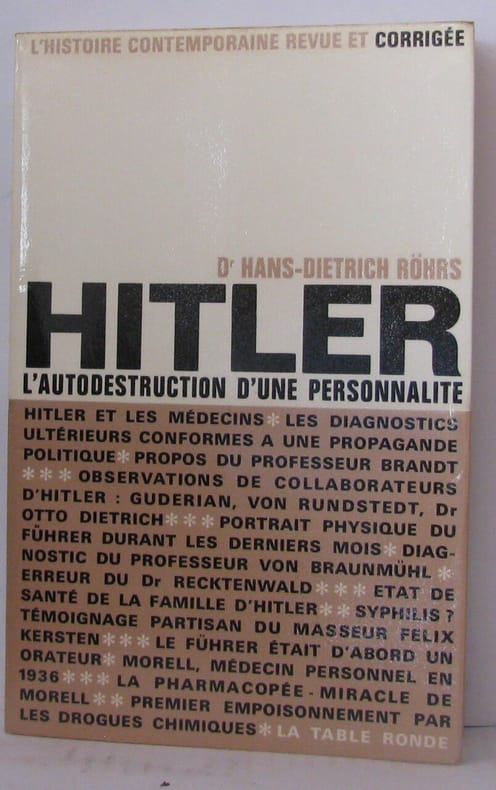 L'HISTOIRE CONTEMPORAINE REVUE ET CORRIGÉE
Dr HANS-DIETRICH RÖHRS
HITLER
L'AUTODESTRUCTION D'UNE PERSONNALITE
HITLER ET LES MÉDECINS * LES DIAGNOSTICS
ULTÉRIEURS CONFORMES A UNE PROPAGANDE
POLITIQUE * PROPOS DU PROFESSEUR BRANDT
*** OBSERVATIONS DE COLLABORATEURS
D'HITLER : GUDERIAN, VON RUNDSTEDT, Dr
OTTO DIETRICH *** PORTRAIT PHYSIQUE DU
FÜHRER DURANT LES DERNIERS MOIS * DIAG-
NOSTIC DU PROFESSEUR VON BRAUNMÜHL *
ERREUR DU Dr RECKTENWALD *** ETAT DE
SANTÉ DE LA FAMILLE D'HITLER ** SYPHILIS ?
TÉMOIGNAGE PARTISAN DU MASSEUR FELIX
KERSTEN *** LE FÜHRER ÉTAIT D'ABORD UN
ORATEUR * MORELL, MÉDECIN PERSONNEL EN
1936 *** LA PHARMACOPÉE-MIRACLE DE
MORELL ** PREMIER EMPOISONNEMENT PAR
LES DROGUES CHIMIQUES * LA TABLE RONDE